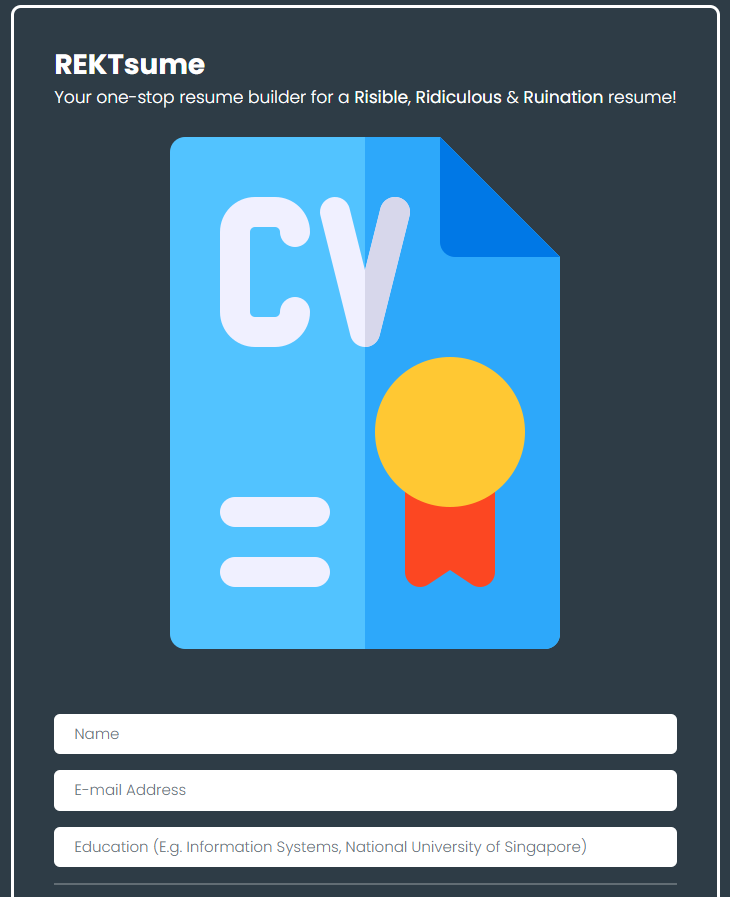 REKTsume
Your one-stop resume builder for a Risible, Ridiculous & Ruination resume!
CV
Name
E-mail Address
Education (E.g. Information Systems, National University of Singapore)